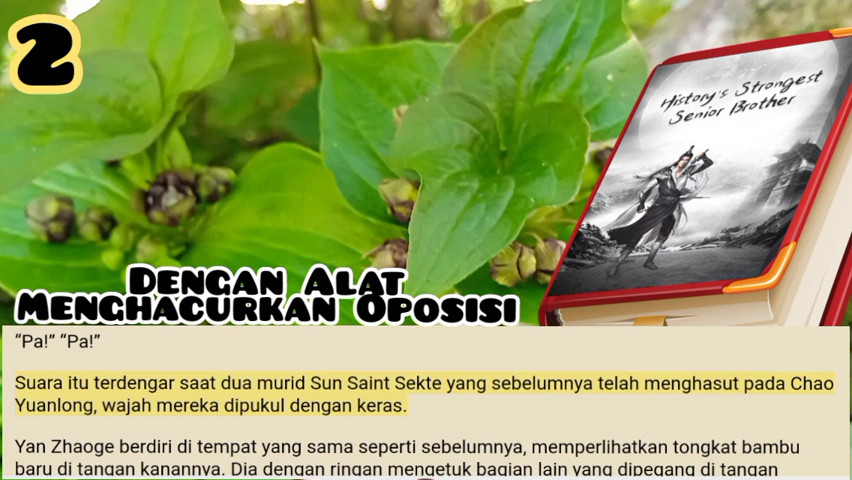 2
History's Strongest
Senior Brother
DENGAN ALAT
MENGHACURKAN OPOSISI
“Pa!” “Pa!”
Suara itu terdengar saat dua murid Sun Saint Sekte yang sebelumnya telah menghasut pada Chao
Yuanlong, wajah mereka dipukul dengan keras.
Yan Zhaoge berdiri di tempat yang sama seperti sebelumnya, memperlihatkan tongkat bambu
baru di tangan kanannya. Dia dengan ringan mengetuk bagian lain yang dipegang di tangan